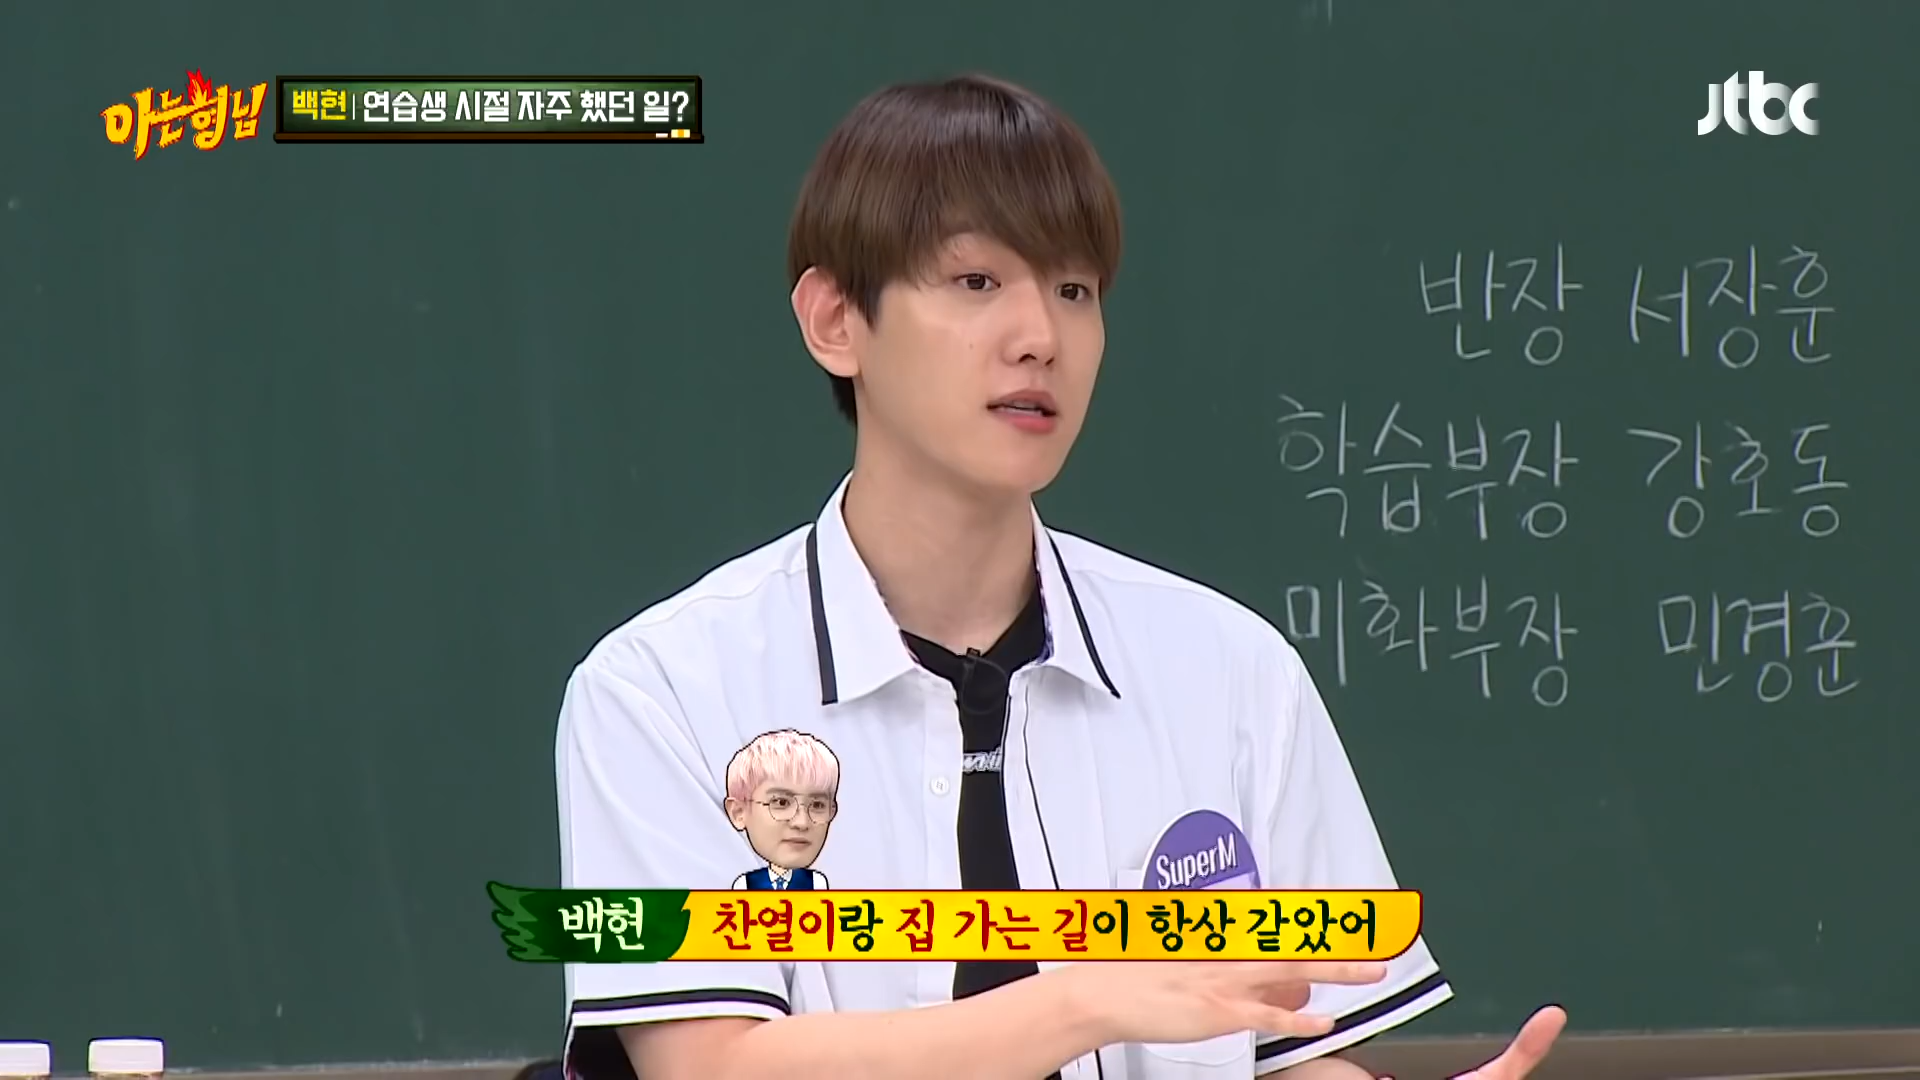 아는형님
백현 | 연습생 시절 자주 했던 일?
jtbc
반장 서장훈
학습부장 강호동
미화부장 민경훈
SuperM
백현 찬열이랑 집 가는 길이 항상 같았어